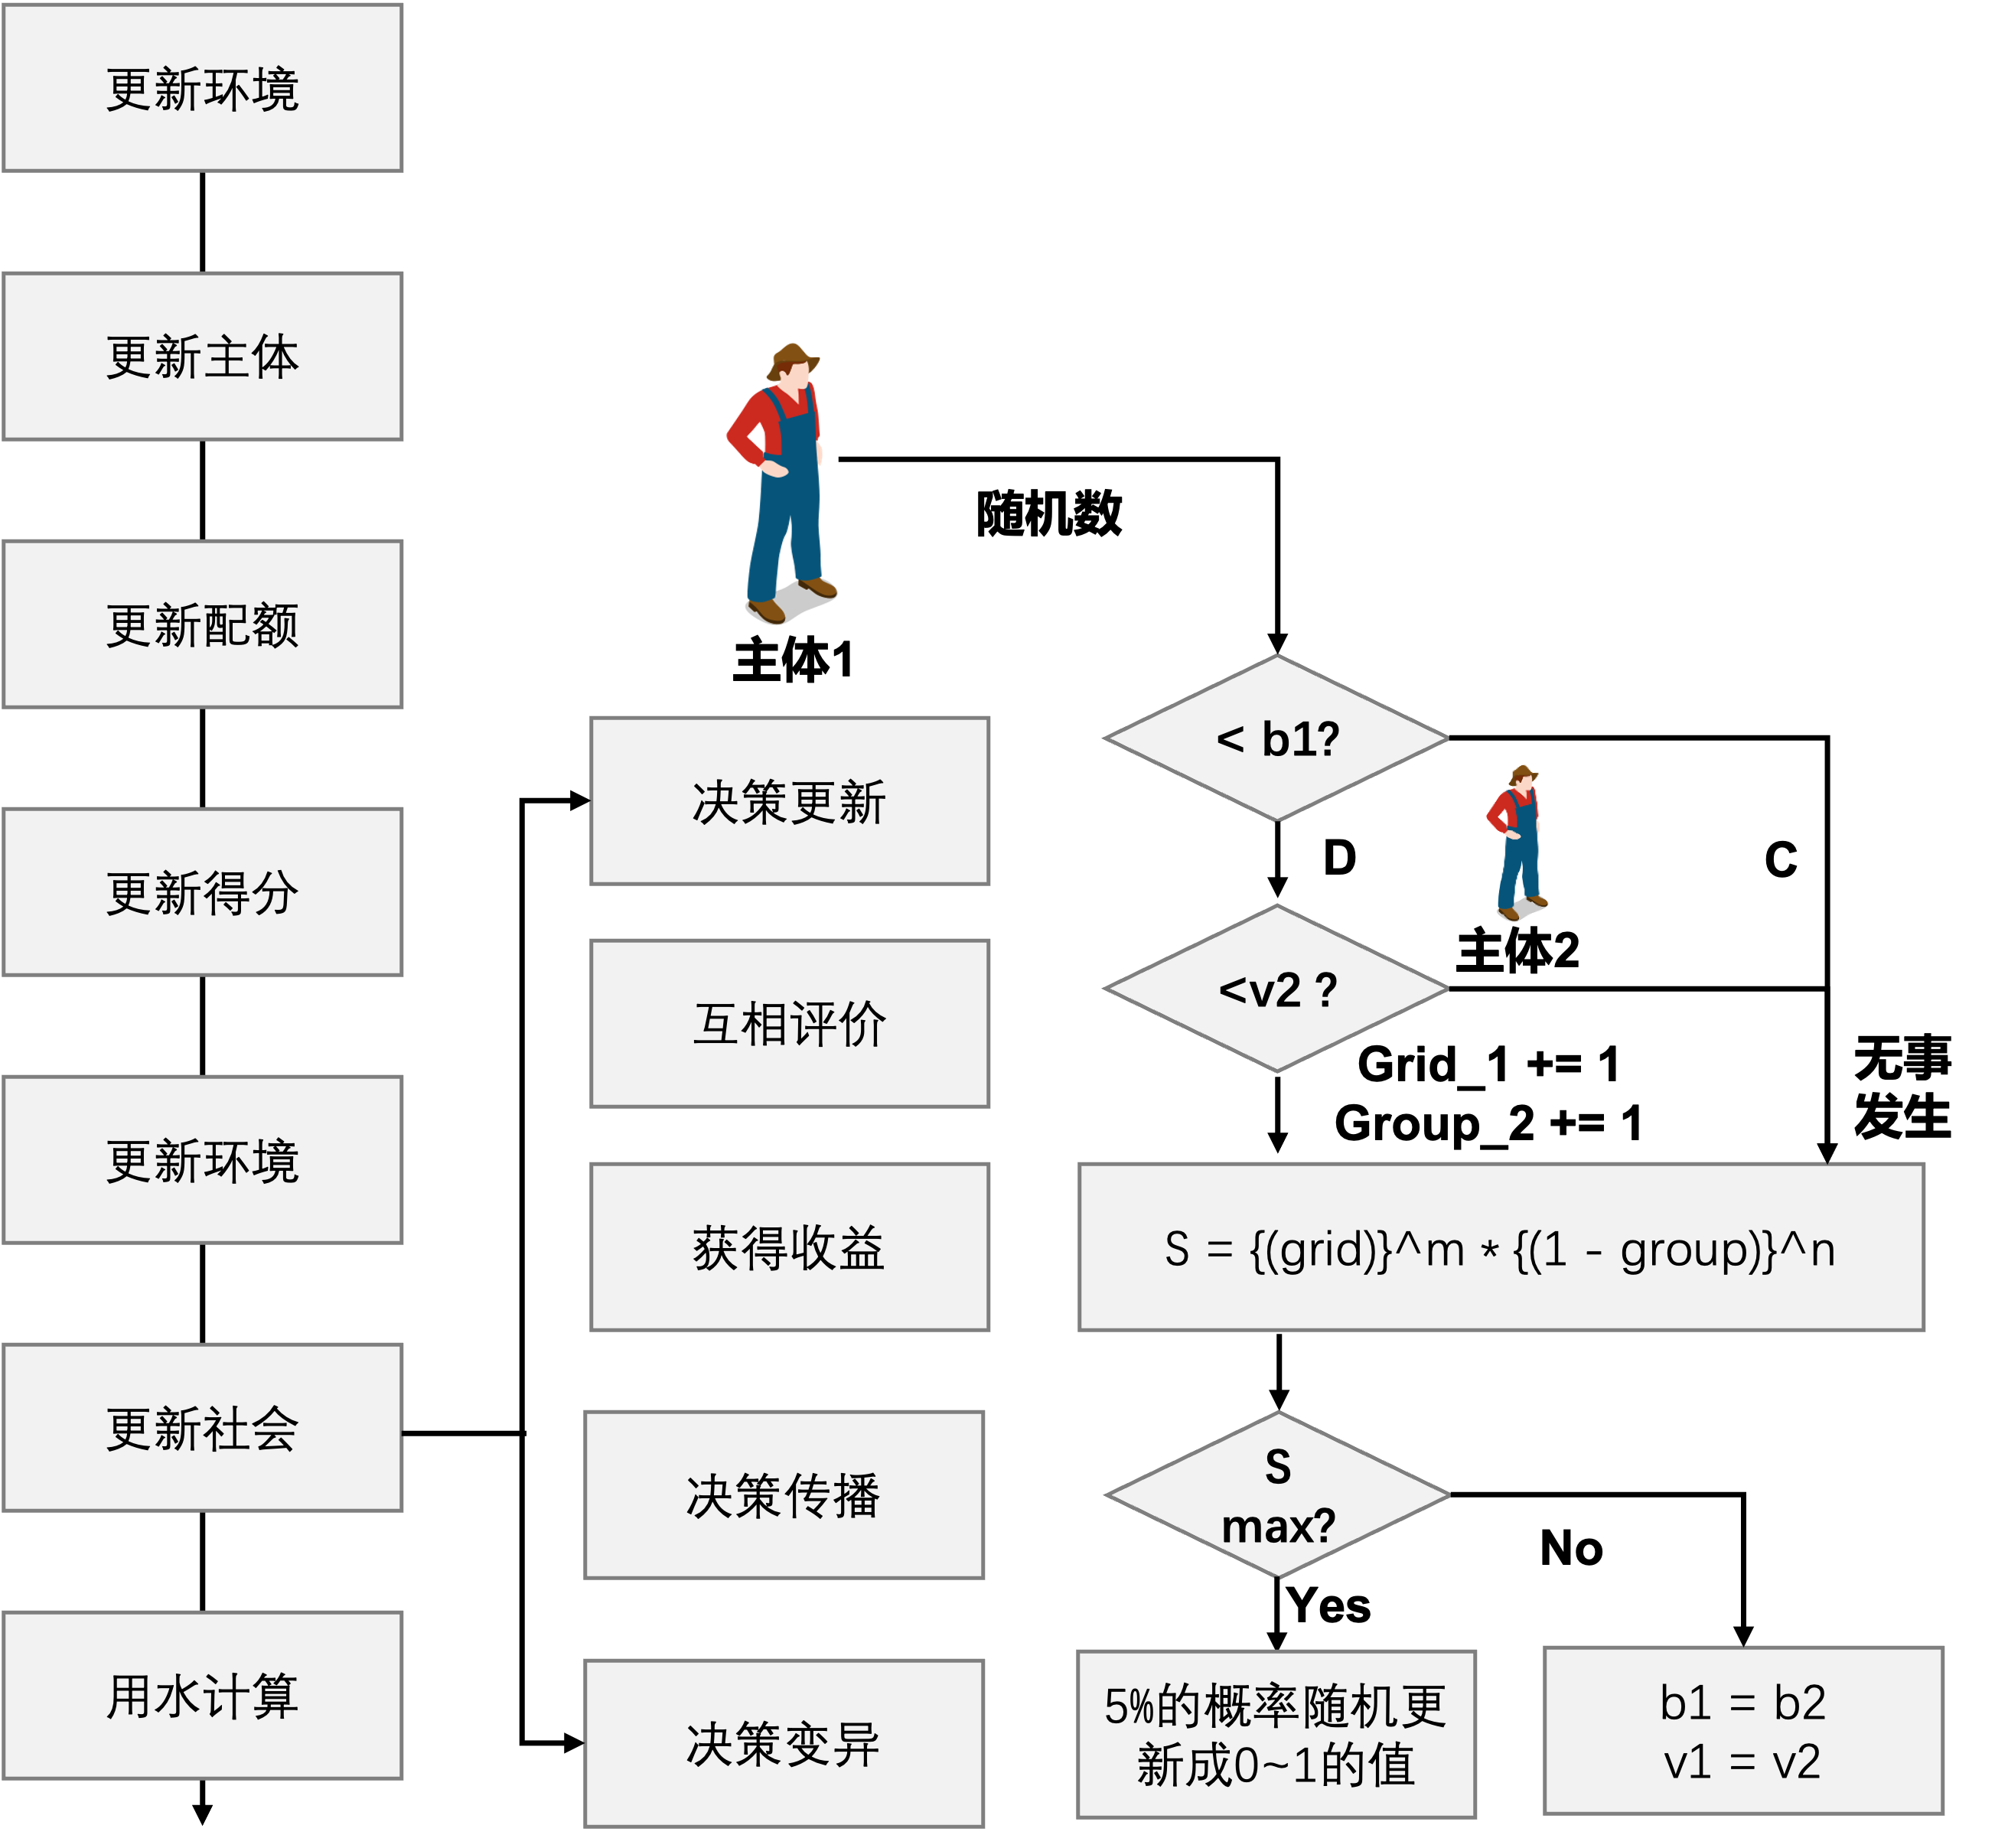 更新环境
更新主体
更新配额
更新得分
更新环境
更新社会
用水计算
主体1
决策更新
互相评价
获得收益
决策传播
决策变异
随机数
< b1?
D
C
主体2
<v2 ?
Grid_1 += 1
Group_2 += 1
无事
发生
S = {(grid)}^m * {(1 - group)}^n
S
max?
No
Yes
5%的概率随机更
新成0~1的值
b1 = b2
v1 = v2